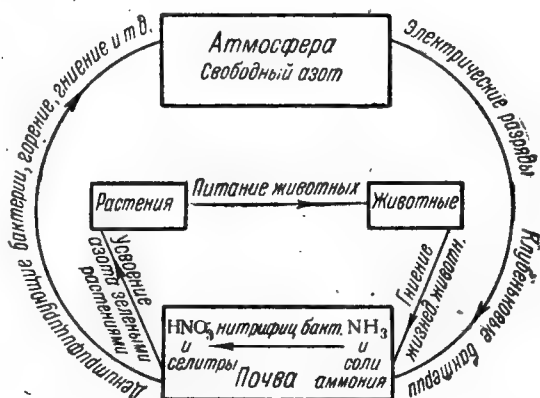 Атмосфера
Свободный азот
Электрические разряды
Клубеньковые бактерии
Денитрифицирующие бактерии, горение, гниение и т д.
Растения
Питание животных
Животные
Усвоение
азота зелеными
растениями
Гниение
жизнед. животн.
HNO3 нитрифиц бакт. NH3
и
селитры
и
соли
аммония
Почва